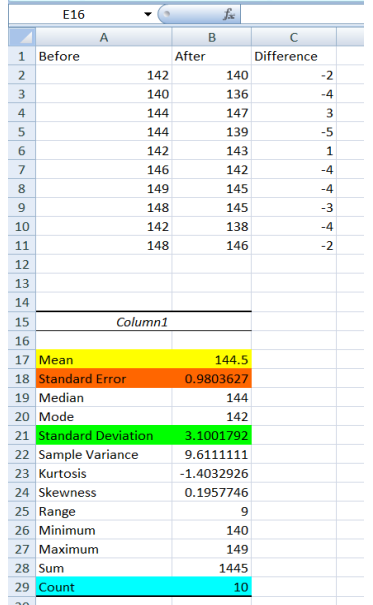 E16 fx
A B C
1 Before After Difference
2 142 140 -2
3 140 136 -4
4 144 147 3
5 144 139 -5
6 142 143 1
7 146 142 -4
8 149 145 -4
9 148 145 -3
10 142 138 -4
11 148 146 -2
12
13
14
15 Column1
16
17 Mean 144.5
18 Standard Error 0.9803627
19 Median 144
20 Mode 142
21 Standard Deviation 3.1001792
22 Sample Variance 9.6111111
23 Kurtosis -1.4032926
24 Skewness 0.1957746
25 Range 9
26 Minimum 140
27 Maximum 149
28 Sum 1445
29 Count 10